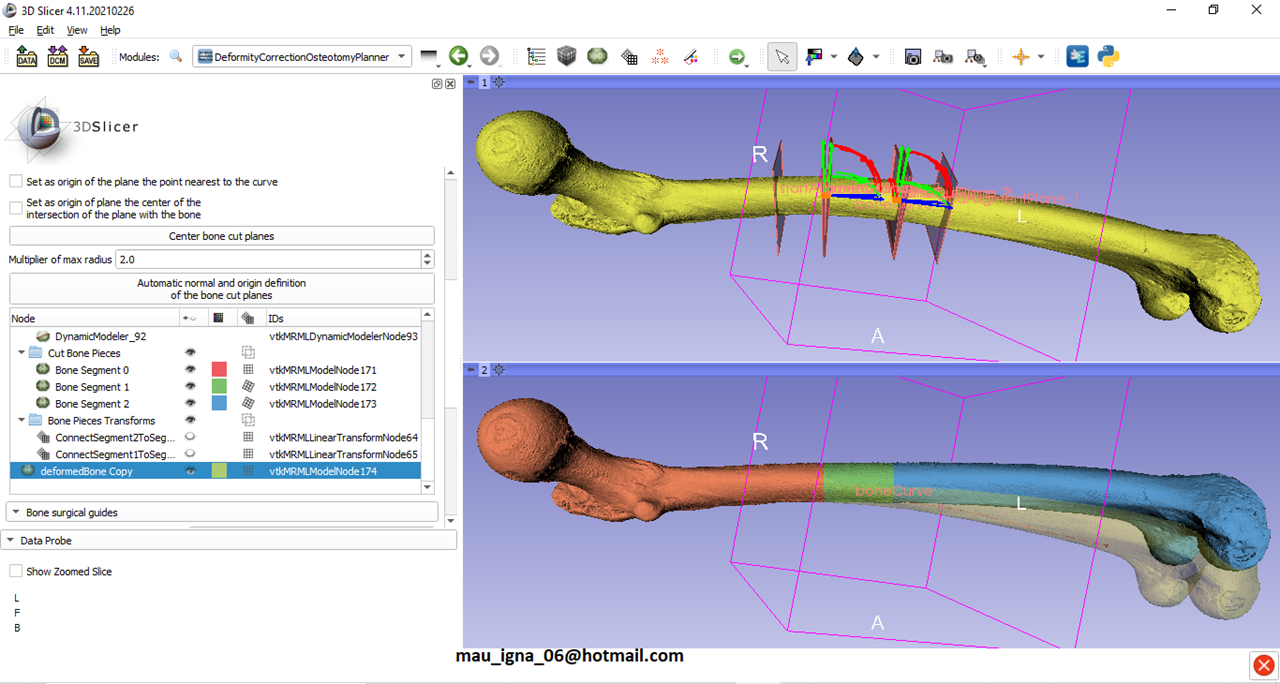 3D Slicer 4.11.20210226
File Edit View Help
DATA DCM SAVE Modules: DeformityCorrectionOsteotomyPlanner
1
3DSlicer
Set as origin of the plane the point nearest to the curve
Set as origin of the plane the center of the
intersection of the plane with the bone
Center bone cut planes
Multiplier of max radius 2.0
Automatic normal and origin definition
of the bone cut planes
Node IDs
DynamicModeler_92 vtkMRMLDynamicModelerNode93
Cut Bone Pieces
Bone Segment 0 vtkMRMLModelNode171
Bone Segment 1 vtkMRMLModelNode172
Bone Segment 2 vtkMRMLModelNode173
Bone Pieces Transforms
ConnectSegment2ToSeg... vtkMRMLLinearTransformNode64
ConnectSegment1ToSeg... vtkMRMLLinearTransformNode65
deformedBone Copy vtkMRMLModelNode174
Bone surgical guides
Data Probe
Show Zoomed Slice
L
F
B
R
L
A
2
R
boneCurve
L
A
mau_igna_06@hotmail.com